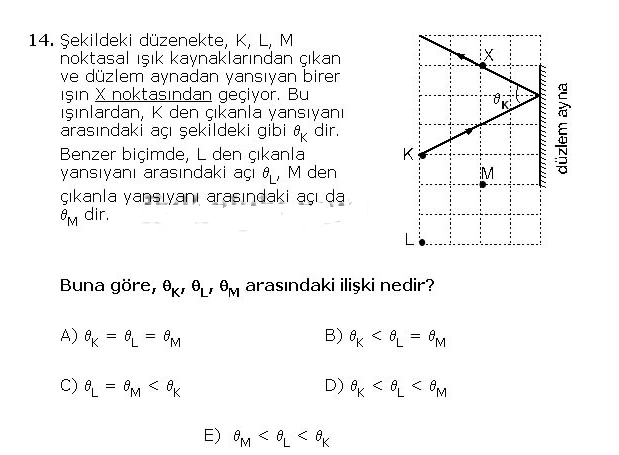 14. Şekildeki düzenekte, K, L, M
noktasal ışık kaynaklarından çıkan
ve düzlem aynadan yansıyan birer
ışın X noktasından geçiyor. Bu
ışınlardan, K den çıkanla yansıyanı
arasındaki açı şekildeki gibi θK dir.
Benzer biçimde, L den çıkanla
yansıyanı arasındaki açı θL, M den
çıkanla yansıyanı arasındaki açı da
θM dir.
X
θK
K
M
L
düzlem ayna
Buna göre, θK, θL, θM arasındaki ilişki nedir?
A) θK = θL = θM
B) θK < θL = θM
C) θL = θM < θK
D) θK < θL < θM
E) θM < θL < θK